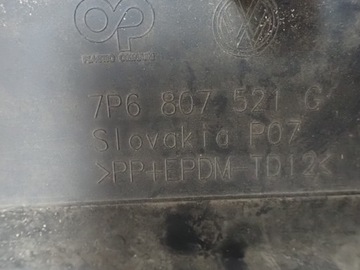 7P6 807 521 G
Slovakia P07
>PP+EPDM-TD12<